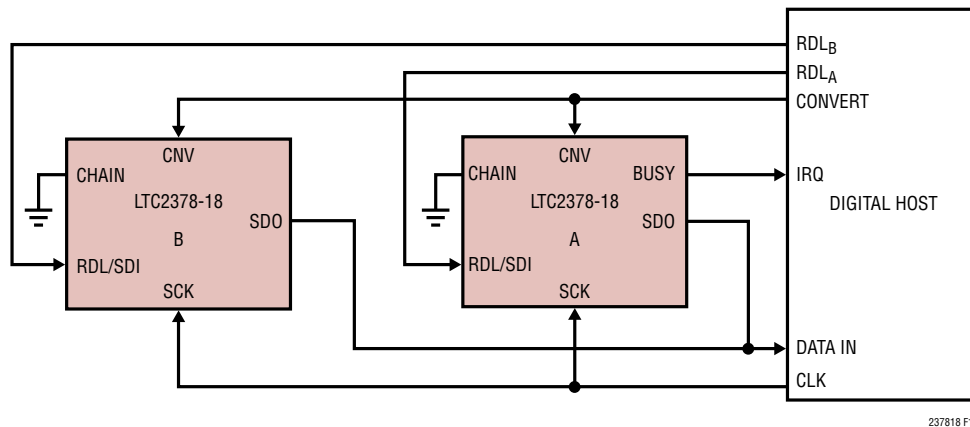 RDLB
RDLA
CONVERT
CNV
CHAIN
LTC2378-18
SDO
B
RDL/SDI
SCK
CNV
CHAIN
BUSY
LTC2378-18
SDO
A
RDL/SDI
SCK
IRQ
DIGITAL HOST
DATA IN
CLK